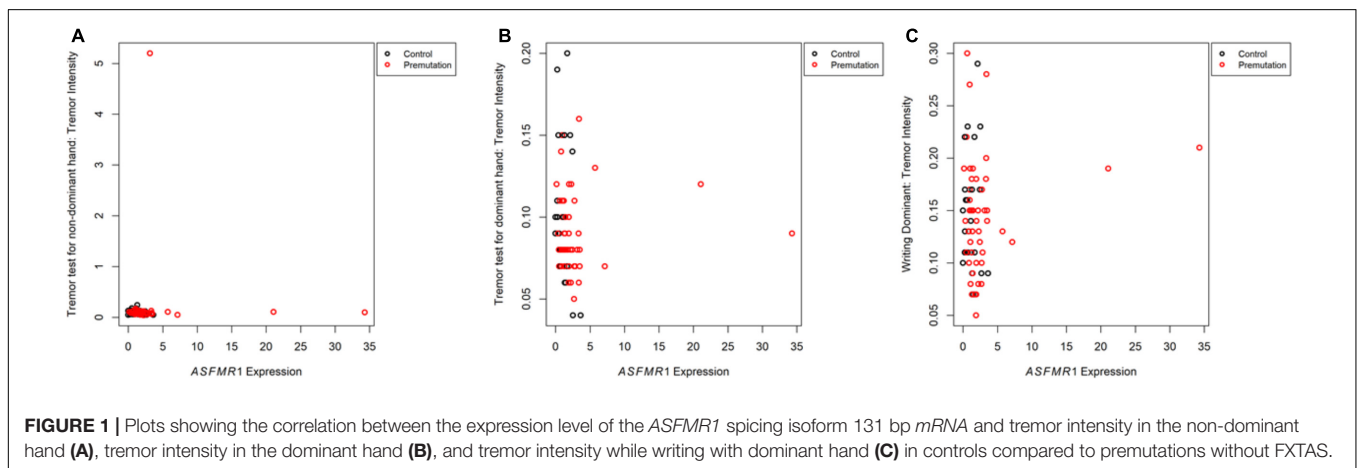 A
Control
Premutation
Tremor test for non-dominant hand: Tremor Intensity
5
4
3
2
1
0
0 5 10 15 20 25 30 35
ASFMR1 Expression
B
Control
Premutation
Tremor test for dominant hand: Tremor Intensity
0.20
0.15
0.10
0.05
0 5 10 15 20 25 30 35
ASFMR1 Expression
C
Control
Premutation
Writing Dominant: Tremor Intensity
0.30
0.25
0.20
0.15
0.10
0.05
0 5 10 15 20 25 30 35
ASFMR1 Expression
FIGURE 1 | Plots showing the correlation between the expression level of the ASFMR1 spicing isoform 131 bp mRNA and tremor intensity in the non-dominant
hand (A), tremor intensity in the dominant hand (B), and tremor intensity while writing with dominant hand (C) in controls compared to premutations without FXTAS.